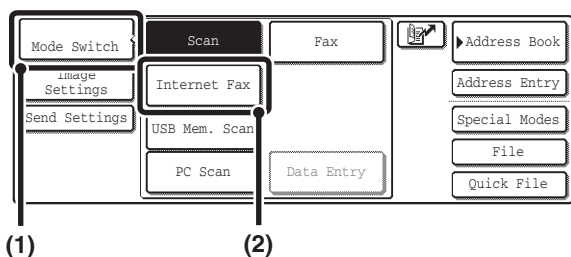 Mode Switch
Scan
Fax
Address Book
Image
Settings
Internet Fax
Address Entry
Send Settings
USB Mem. Scan
Special Modes
File
PC Scan
Data Entry
Quick File
(1)
(2)